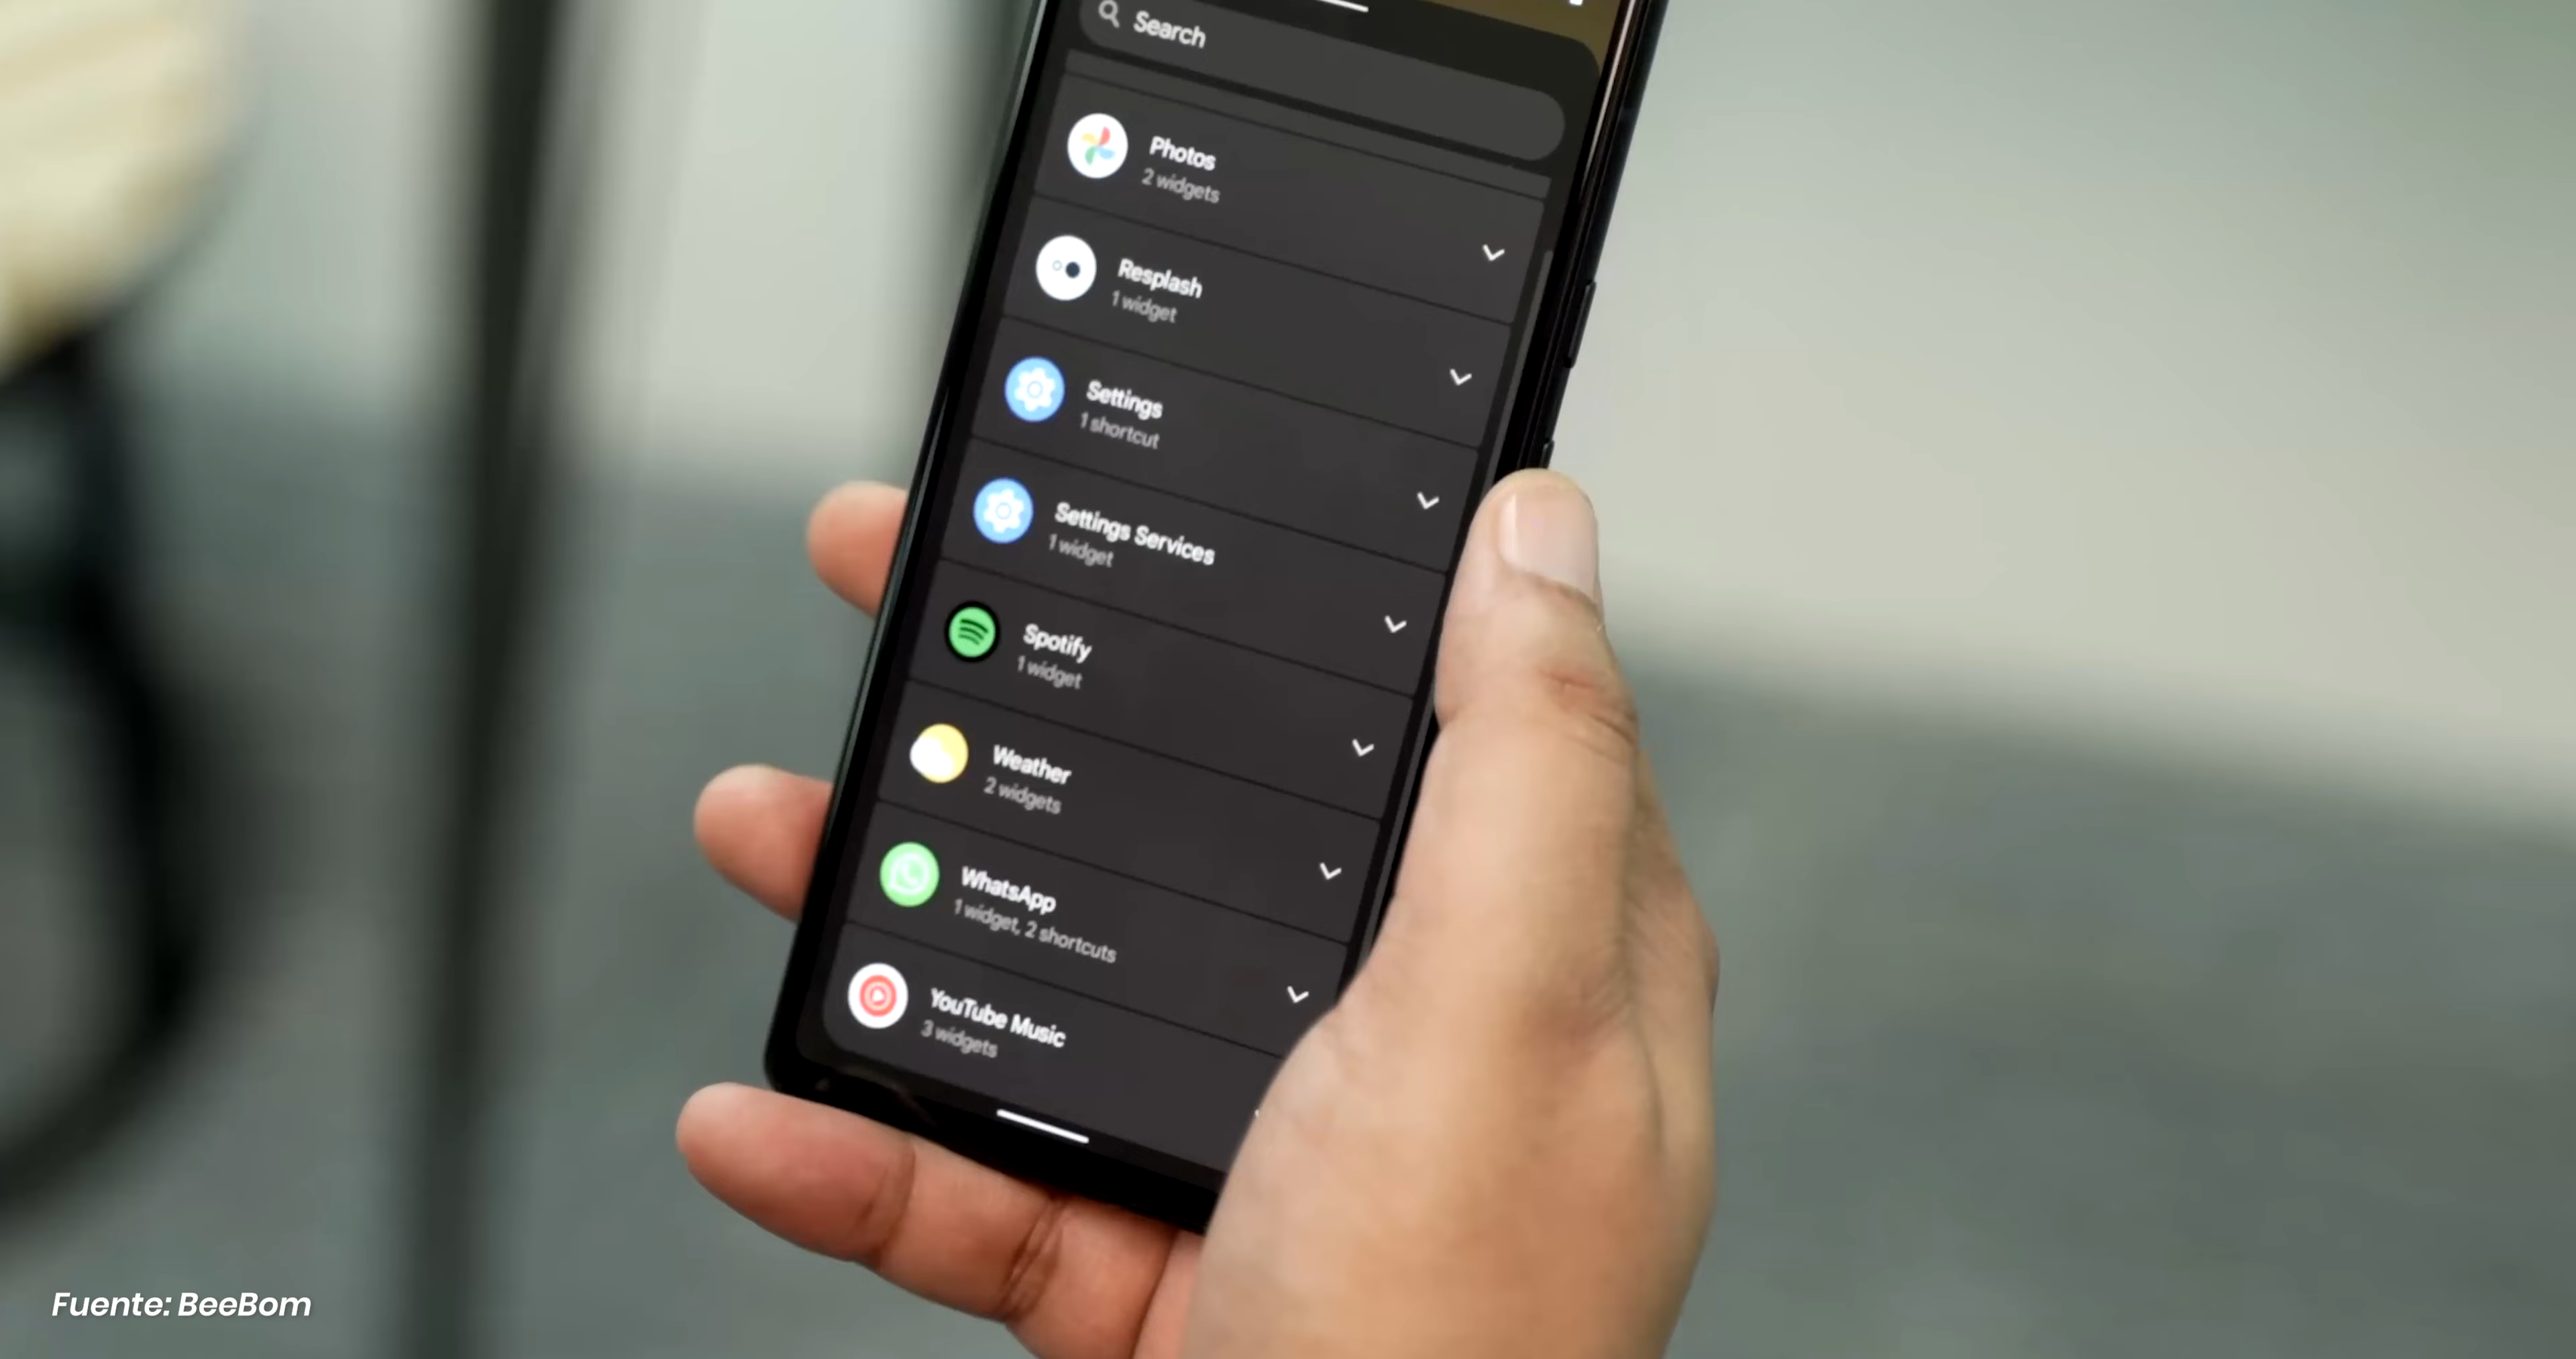 Search
Photos
2 widgets
Resplash
1 widget
Settings
1 shortcut
Settings Services
1 widget
Spotify
1 widget
Weather
2 widgets
WhatsApp
1 widget, 2 shortcuts
YouTube Music
3 widgets
Fuente: BeeBom